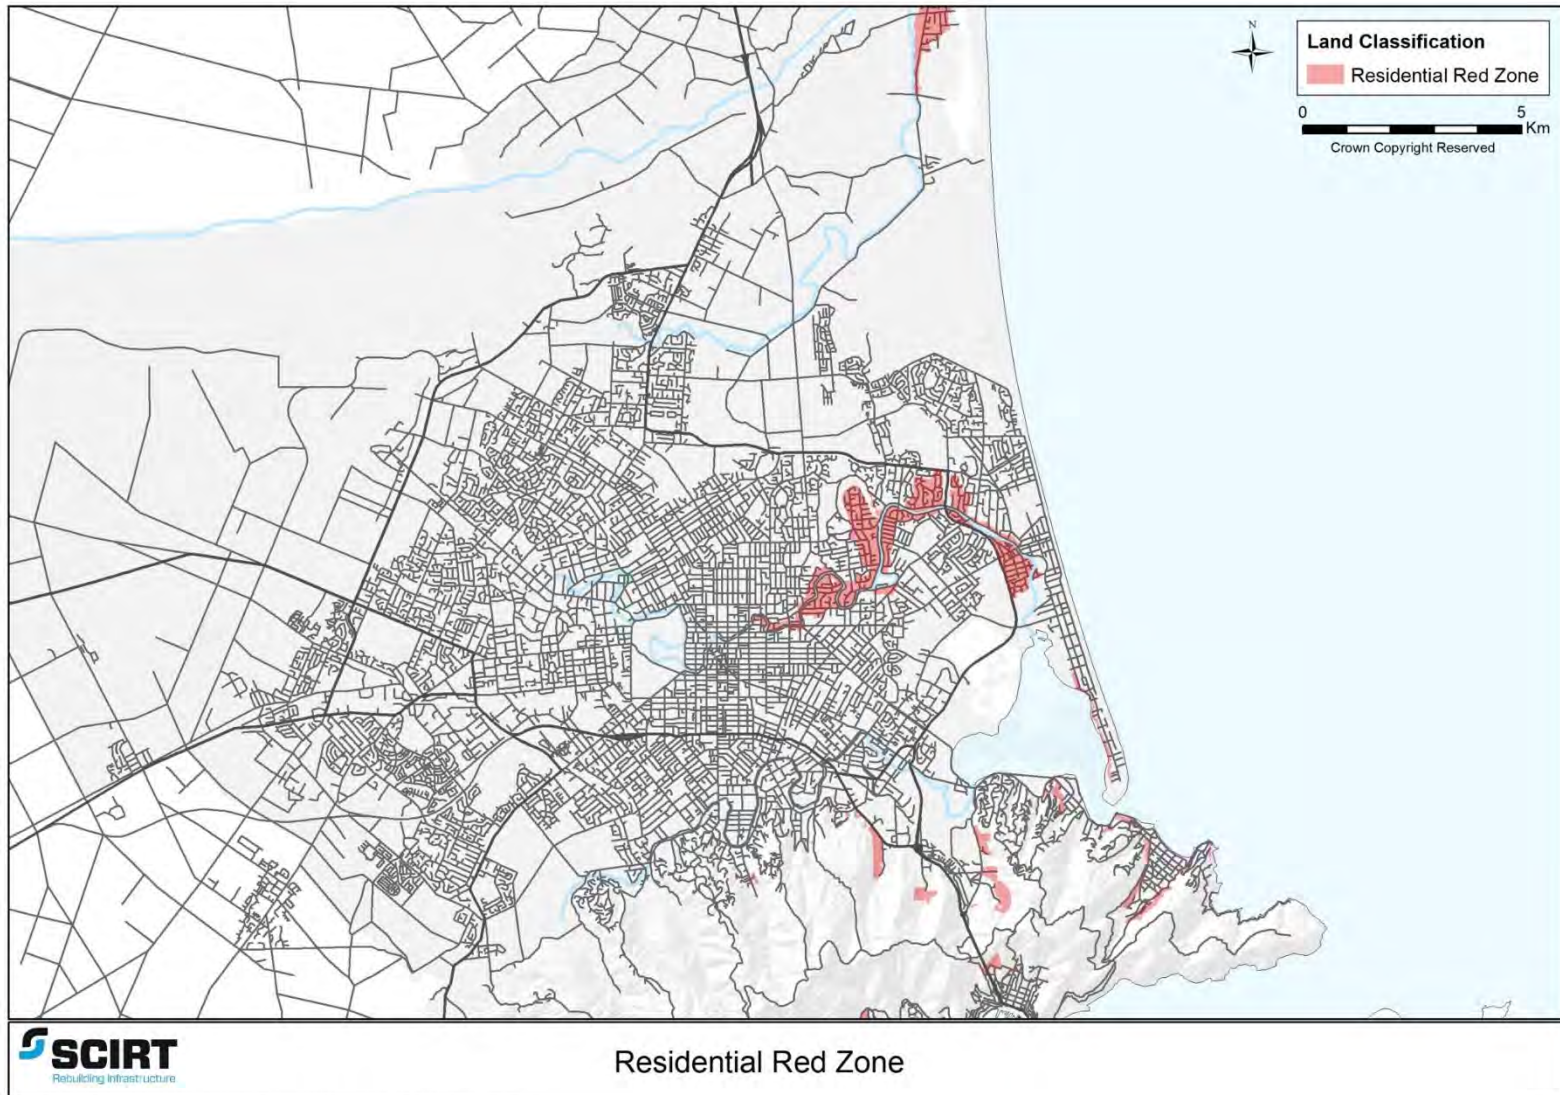 N
Land Classification
Residential Red Zone
0 5
Km
Crown Copyright Reserved
SCIRT
Rebuilding Infrastructure
Residential Red Zone